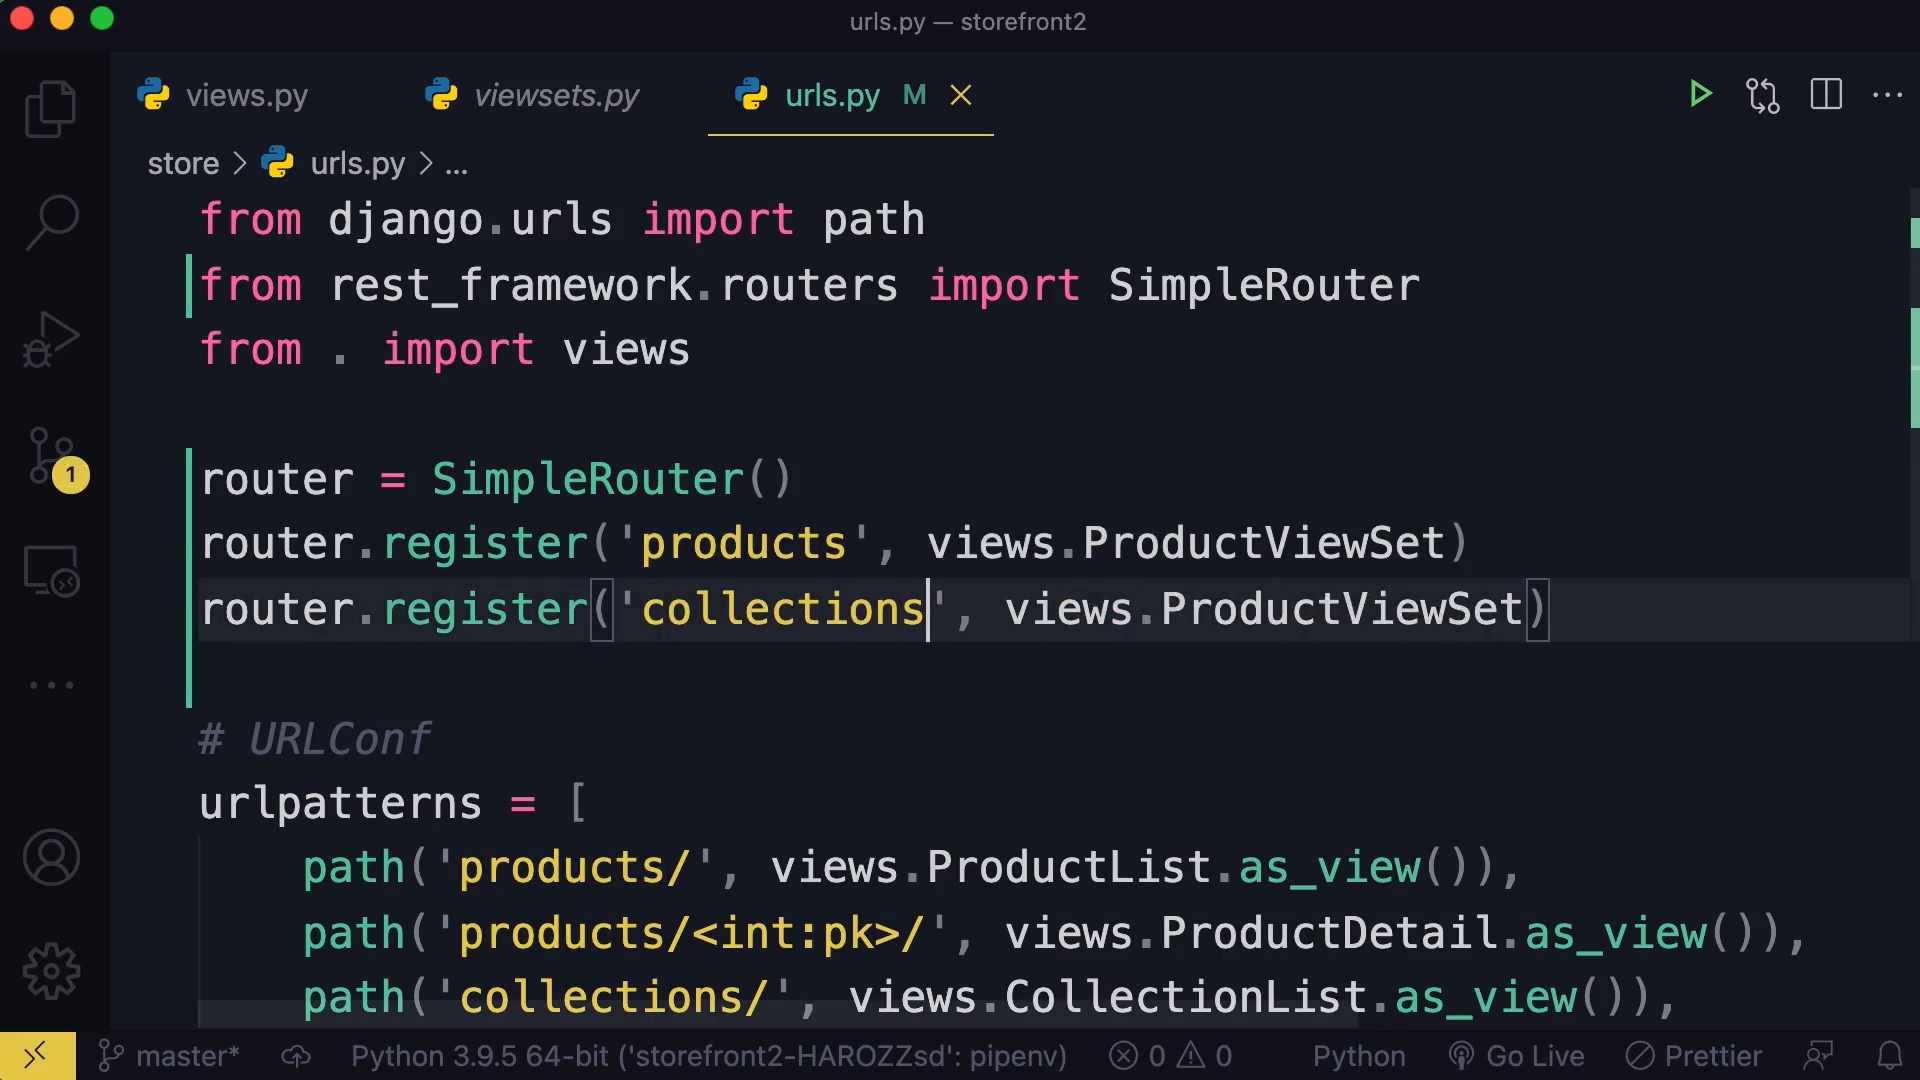 urls.py — storefront2
views.py
viewsets.py
urls.py M
store > urls.py > ...
from django.urls import path
from rest_framework.routers import SimpleRouter
from . import views
router = SimpleRouter()
router.register('products', views.ProductViewSet)
router.register('collections', views.ProductViewSet)
1
# URLConf
urlpatterns = [
path('products/', views.ProductList.as_view()),
path('products/<int:pk>/', views.ProductDetail.as_view()),
path('collections/', views.CollectionList.as_view()),
master* Python 3.9.5 64-bit ('storefront2-HAROZZsd': pipenv) 0 0 Python Go Live Prettier